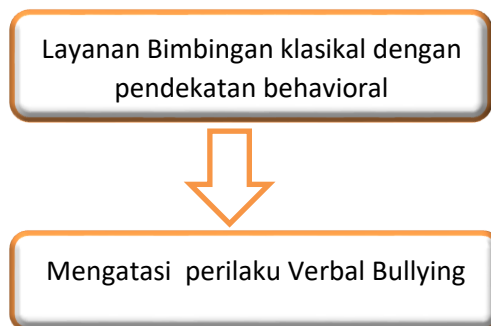 Layanan Bimbingan klasikal dengan
pendekatan behavioral
Mengatasi perilaku Verbal Bullying